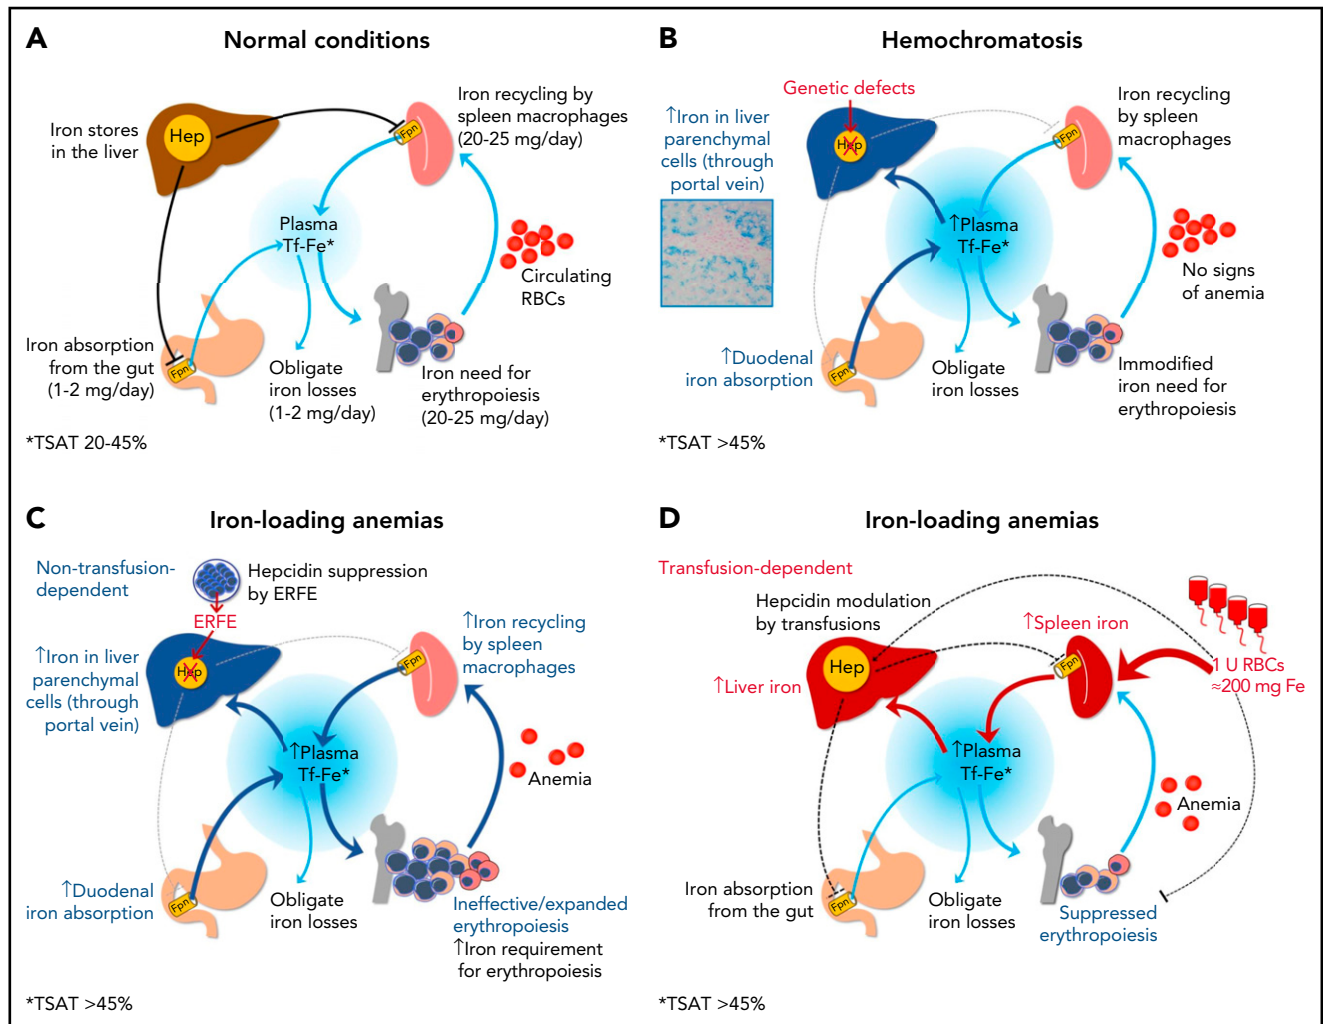 A
Normal conditions
Iron stores
in the liver
Hep
Fpn
Iron recycling by
spleen macrophages
(20-25 mg/day)
Plasma
Tf-Fe*
Circulating
RBCs
Iron absorption
from the gut
(1-2 mg/day)
Fpn
Obligate
iron losses
(1-2 mg/day)
Iron need for
erythropoiesis
(20-25 mg/day)
*TSAT 20-45%
B
Hemochromatosis
Genetic defects
↑Iron in liver
parenchymal
cells (through
portal vein)
Hep
Fpn
Iron recycling
by spleen
macrophages
↑Plasma
Tf-Fe*
No signs
of anemia
↑Duodenal
iron absorption
Fpn
Obligate
iron losses
Immodified
iron need for
erythropoiesis
*TSAT >45%
C
Iron-loading anemias
Non-transfusion-
dependent
Hepcidin suppression
by ERFE
ERFE
↑Iron in liver
parenchymal
cells (through
portal vein)
Hep
Fpn
↑Iron recycling
by spleen
macrophages
↑Plasma
Tf-Fe*
Anemia
↑Duodenal
iron absorption
Fpn
Obligate
iron losses
Ineffective/expanded
erythropoiesis
↑Iron requirement
for erythropoiesis
*TSAT >45%
D
Iron-loading anemias
Transfusion-dependent
Hepcidin modulation
by transfusions
Hep
↑Liver iron
↑Spleen iron
Fpn
1 U RBCs
≈200 mg Fe
↑Plasma
Tf-Fe*
Anemia
Iron absorption
from the gut
Fpn
Obligate
iron losses
Suppressed
erythropoiesis
*TSAT >45%